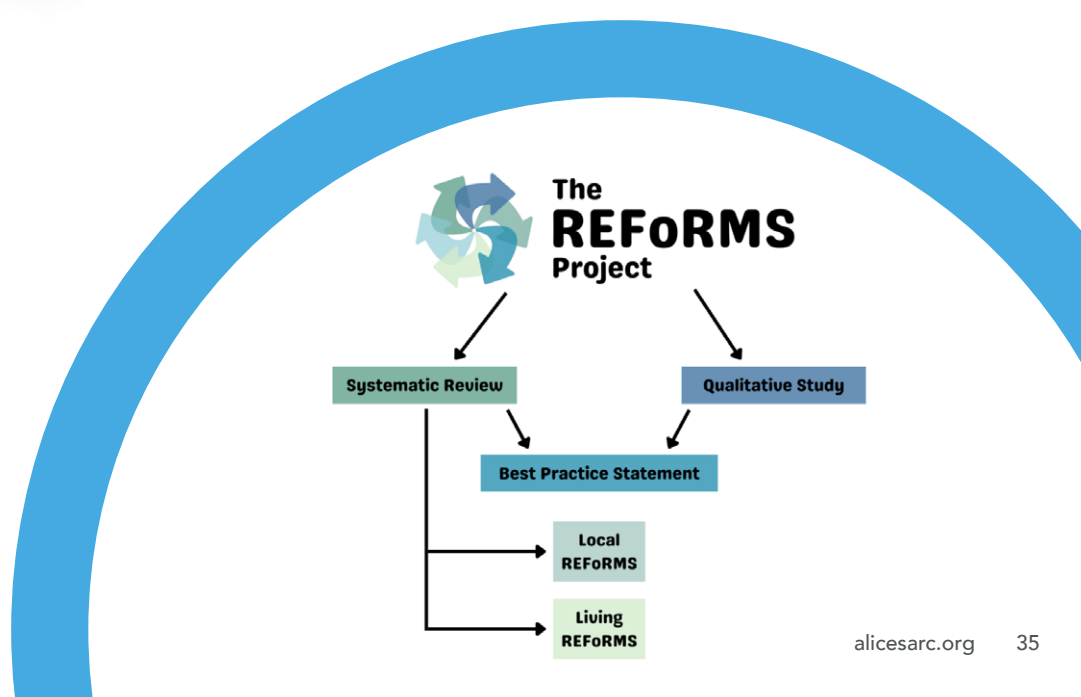 The
REFoRMS
Project
Systematic Review
Qualitative Study
Best Practice Statement
Local
REFoRMS
Living
REFoRMS
alicesarc.org 35